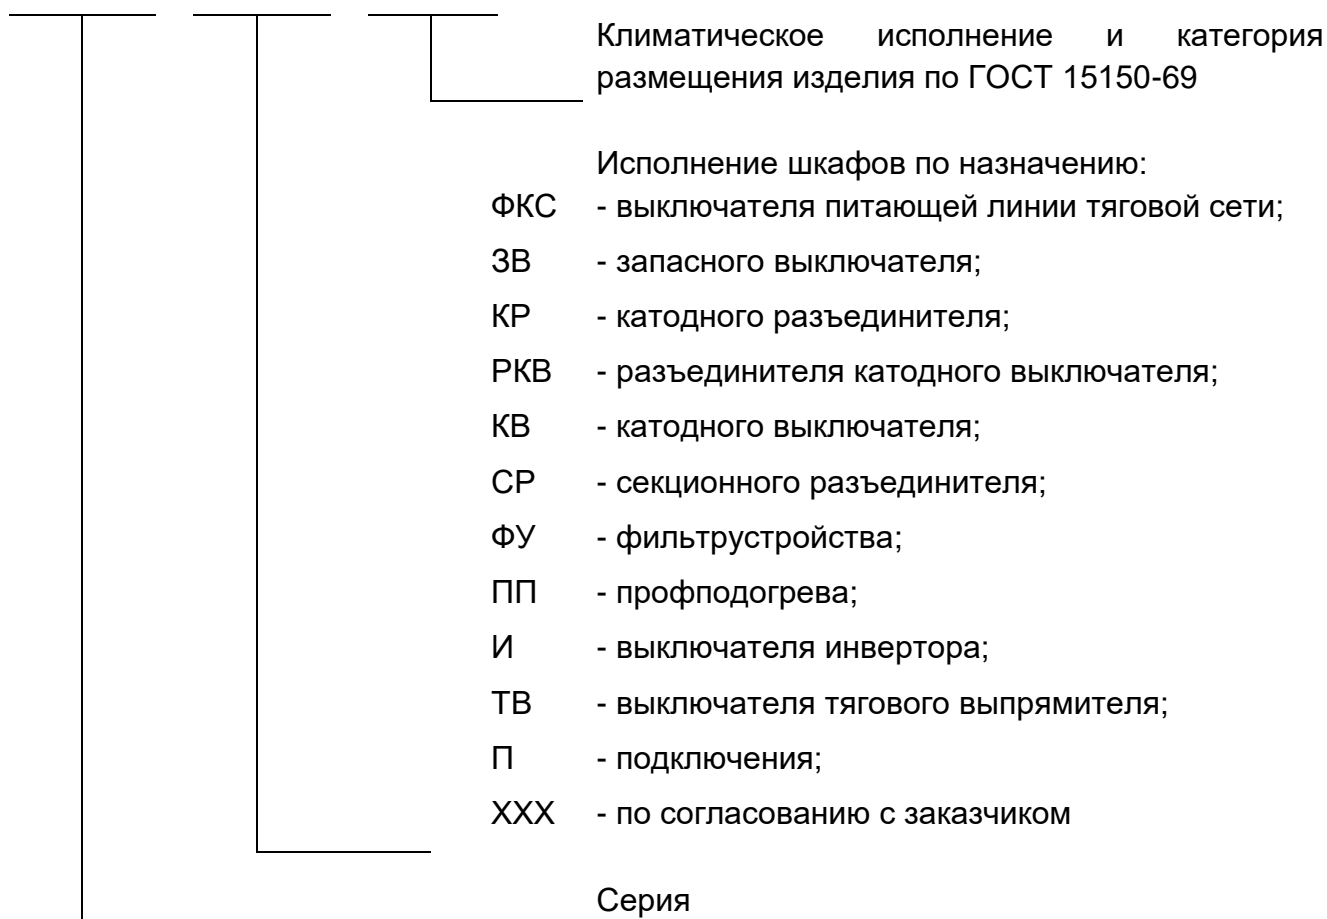 Климатическое исполнение и категория
размещения изделия по ГОСТ 15150-69
Исполнение шкафов по назначению:
ФКС - выключателя питающей линии тяговой сети;
ЗВ - запасного выключателя;
КР - катодного разъединителя;
РКВ - разъединителя катодного выключателя;
КВ - катодного выключателя;
СР - секционного разъединителя;
ФУ - фильтрустройства;
ПП - профподогрева;
И - выключателя инвертора;
ТВ - выключателя тягового выпрямителя;
П - подключения;
ХХХ - по согласованию с заказчиком
Серия